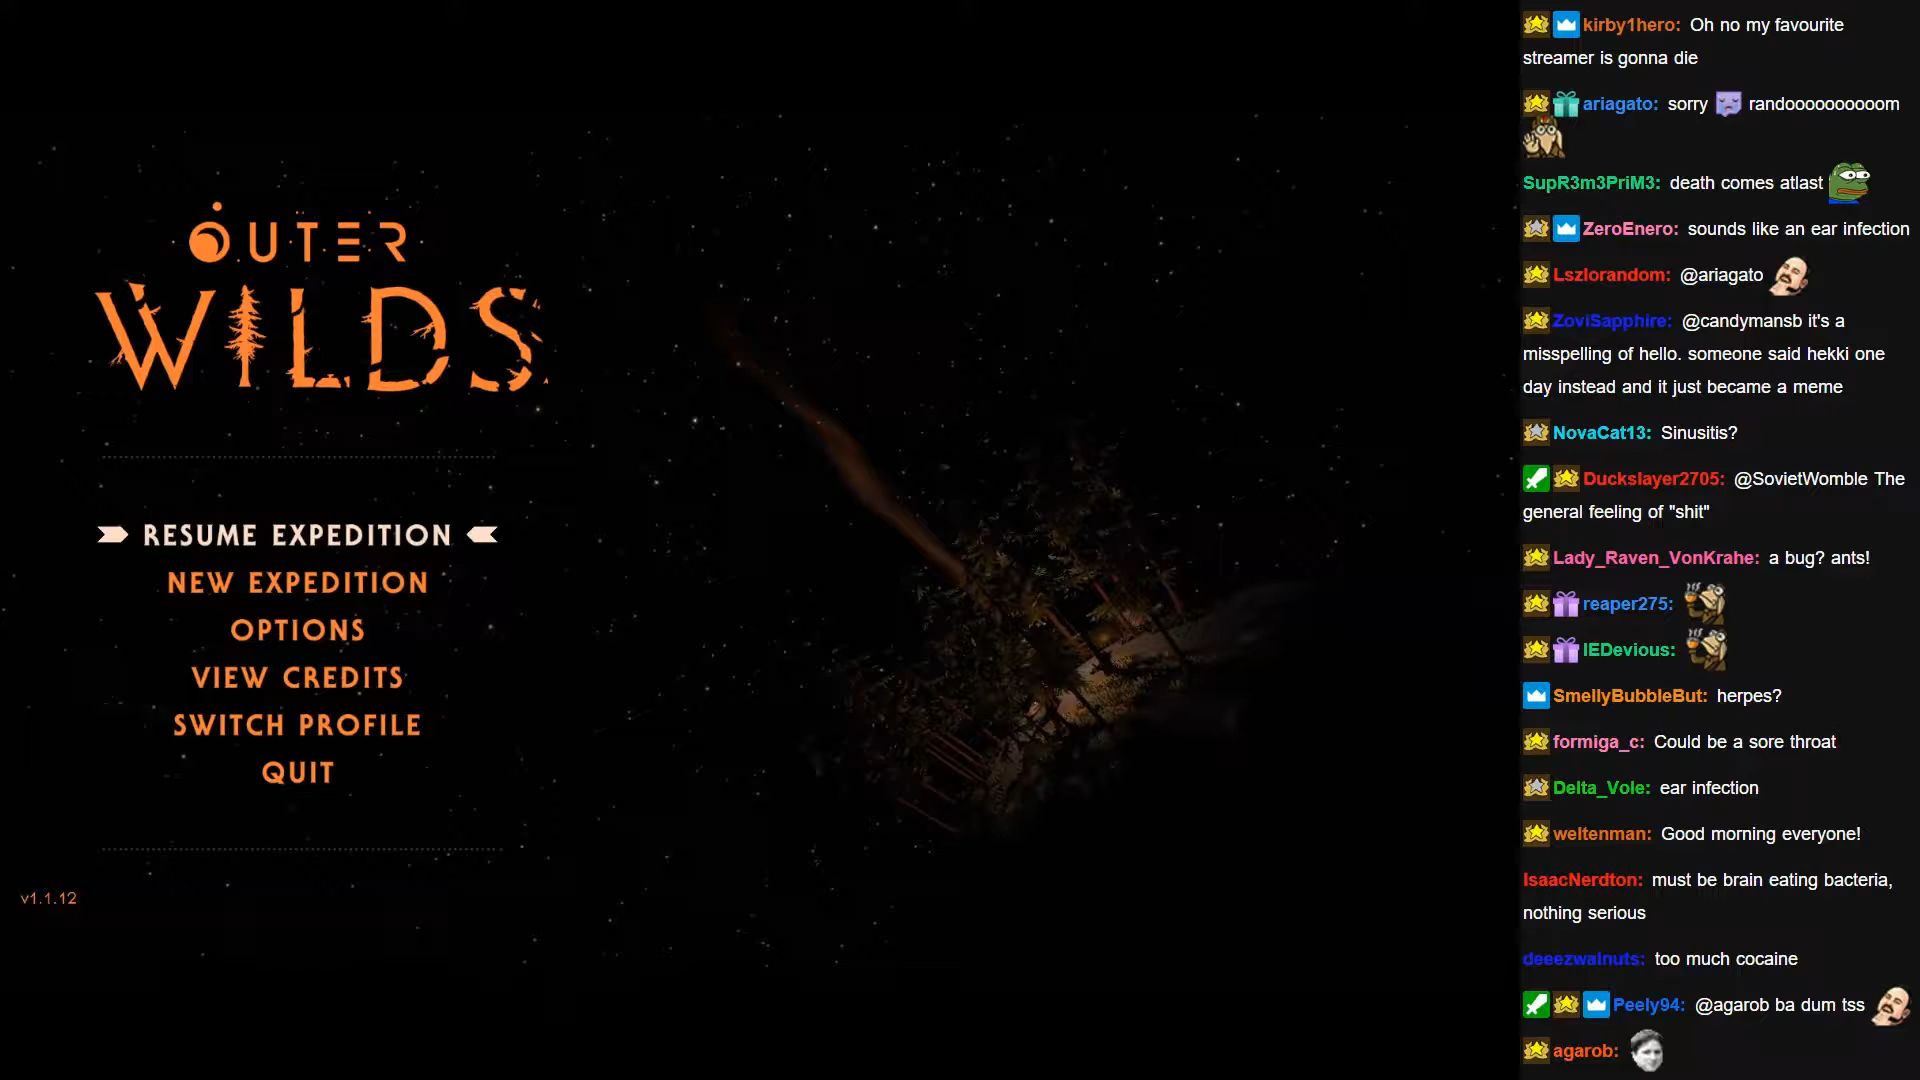 OUTER
WILDS
RESUME EXPEDITION
NEW EXPEDITION
OPTIONS
VIEW CREDITS
SWITCH PROFILE
QUIT
v1.1.12
kirby1hero: Oh no my favourite
streamer is gonna die
ariagato: sorry randoooooooooom
SupR3m3PriM3: death comes atlast
ZeroEnero: sounds like an ear infection
Lszlorandom: @ariagato
ZoviSapphire: @candymansb it's a
misspelling of hello. someone said hekki one
day instead and it just became a meme
NovaCat13: Sinusitis?
Duckslayer2705: @SovietWomble The
general feeling of "shit"
Lady_Raven_VonKrahe: a bug? ants!
reaper275:
IEDevious:
SmellyBubbleBut: herpes?
formiga_c: Could be a sore throat
Delta_Vole: ear infection
weltenman: Good morning everyone!
IsaacNerdton: must be brain eating bacteria,
nothing serious
deeezwalnuts: too much cocaine
Peely94: @agarob ba dum tss
agarob: